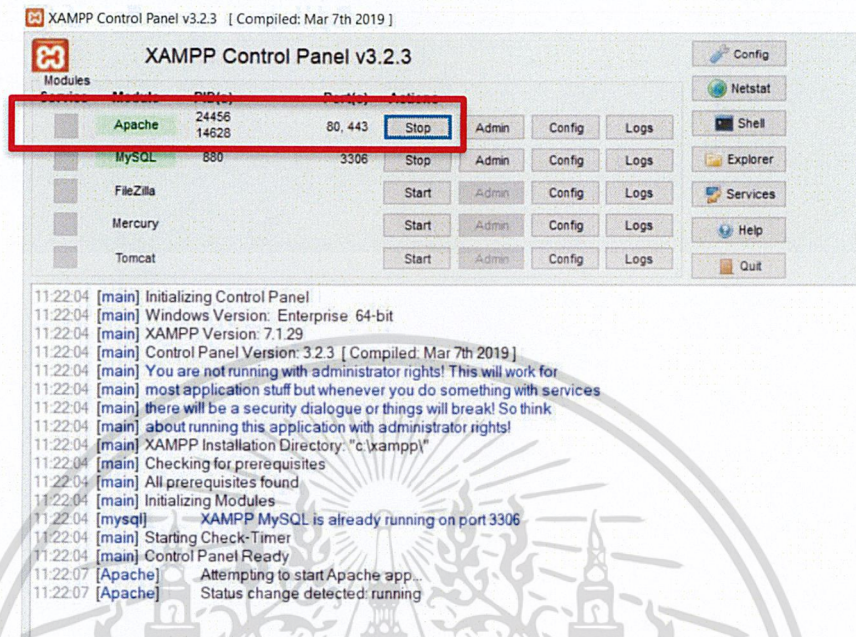 XAMPP Control Panel v3.2.3 [ Compiled: Mar 7th 2019 ]
XAMPP Control Panel v3.2.3
Config
Modules
Netstat
Service Module PID(s) Port(s) Actions
Apache 24456 14628 80, 443 Stop Admin Config Logs
Shell
MySQL 880 3306 Stop Admin Config Logs
Explorer
FileZilla Start Admin Config Logs
Services
Mercury Start Admin Config Logs
Help
Tomcat Start Admin Config Logs
Quit
11:22:04 [main] Initializing Control Panel
11:22:04 [main] Windows Version: Enterprise 64-bit
11:22:04 [main] XAMPP Version: 7.1.29
11:22:04 [main] Control Panel Version: 3.2.3 [ Compiled: Mar 7th 2019 ]
11:22:04 [main] You are not running with administrator rights! This will work for
11:22:04 [main] most application stuff but whenever you do something with services
11:22:04 [main] there will be a security dialogue or things will break! So think
11:22:04 [main] about running this application with administrator rights!
11:22:04 [main] XAMPP Installation Directory: "c:\xampp\"
11:22:04 [main] Checking for prerequisites
11:22:04 [main] All prerequisites found
11:22:04 [main] Initializing Modules
11:22:04 [mysql] XAMPP MySQL is already running on port 3306
11:22:04 [main] Starting Check-Timer
11:22:04 [main] Control Panel Ready
11:22:07 [Apache] Attempting to start Apache app...
11:22:07 [Apache] Status change detected: running